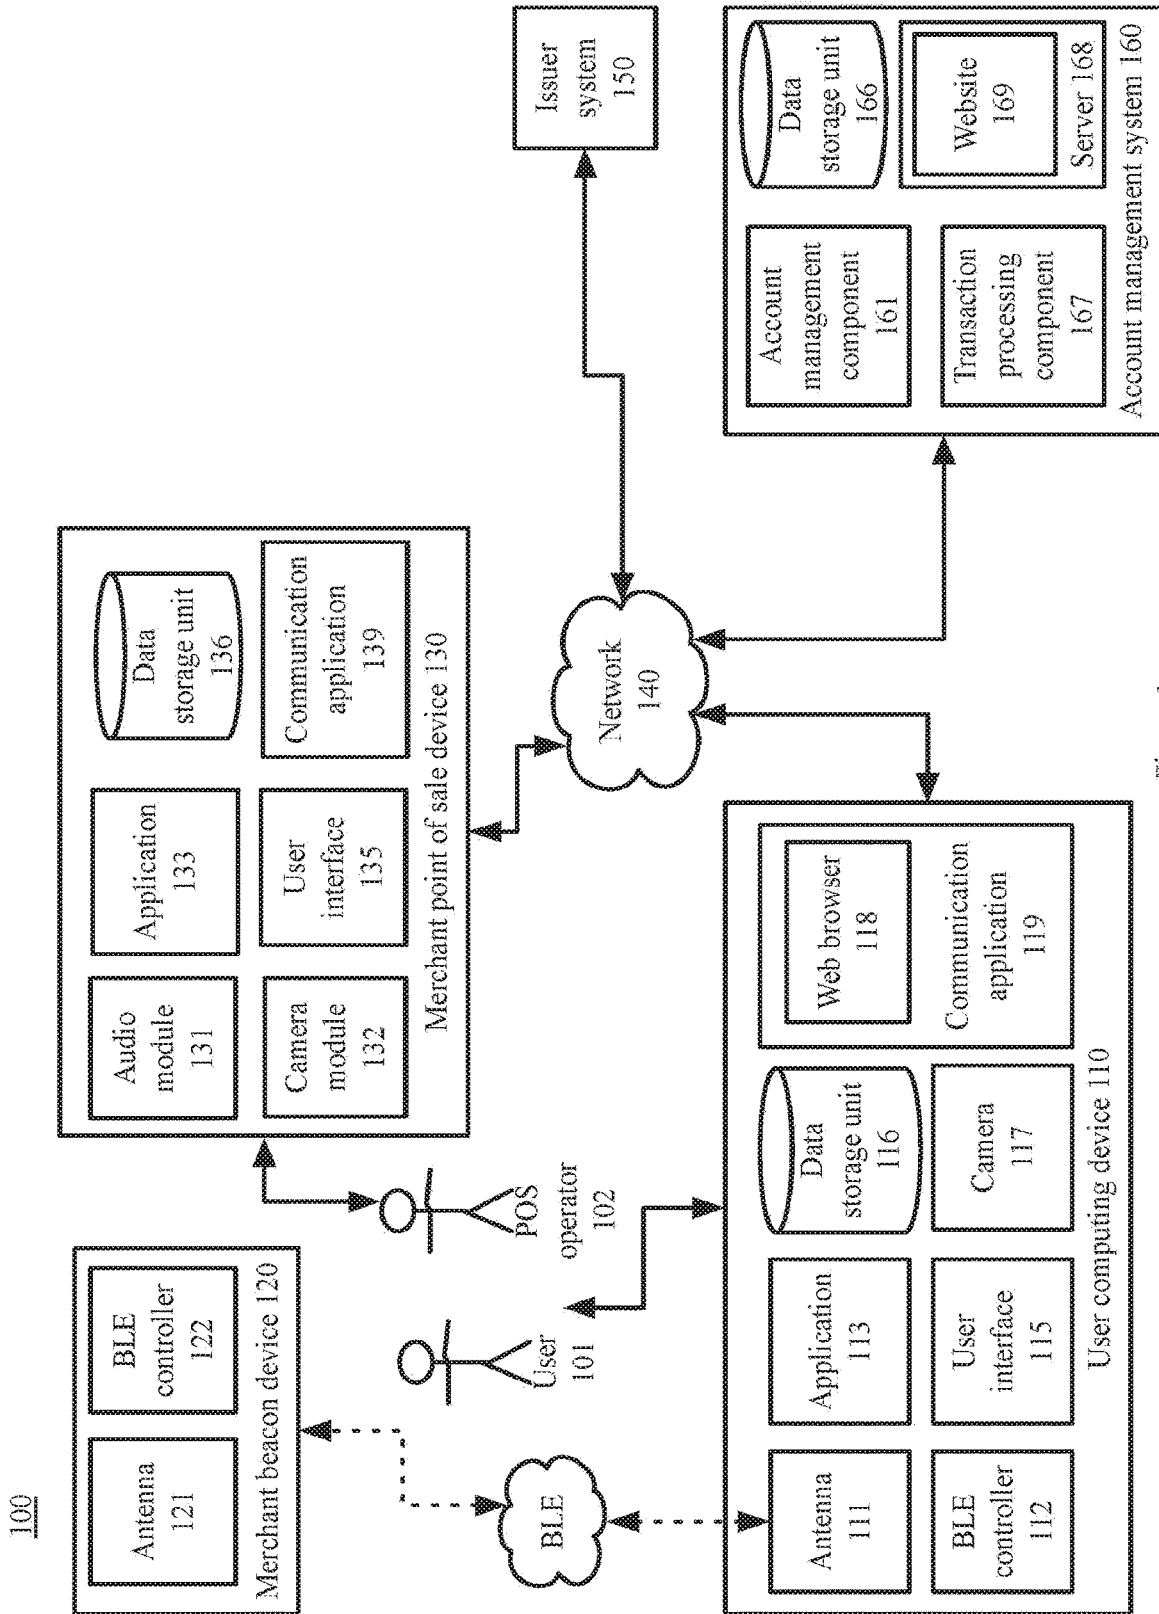 100
Antenna
121
BLE
controller
122
Merchant beacon device 120
Audio
module
131
Application
133
Data
storage unit
136
Camera
module
132
User
interface
135
Communication
application
139
Merchant point of sale device 130
BLE
User
101
POS
operator
102
Network
140
Issuer
system
150
Antenna
111
Application
113
Data
storage unit
116
Web browser
118
BLE
controller
112
User
interface
115
Camera
117
Communication
application
119
User computing device 110
Account
management
component
161
Data
storage unit
166
Transaction
processing
component
167
Website
169
Server 168
Account management system 160